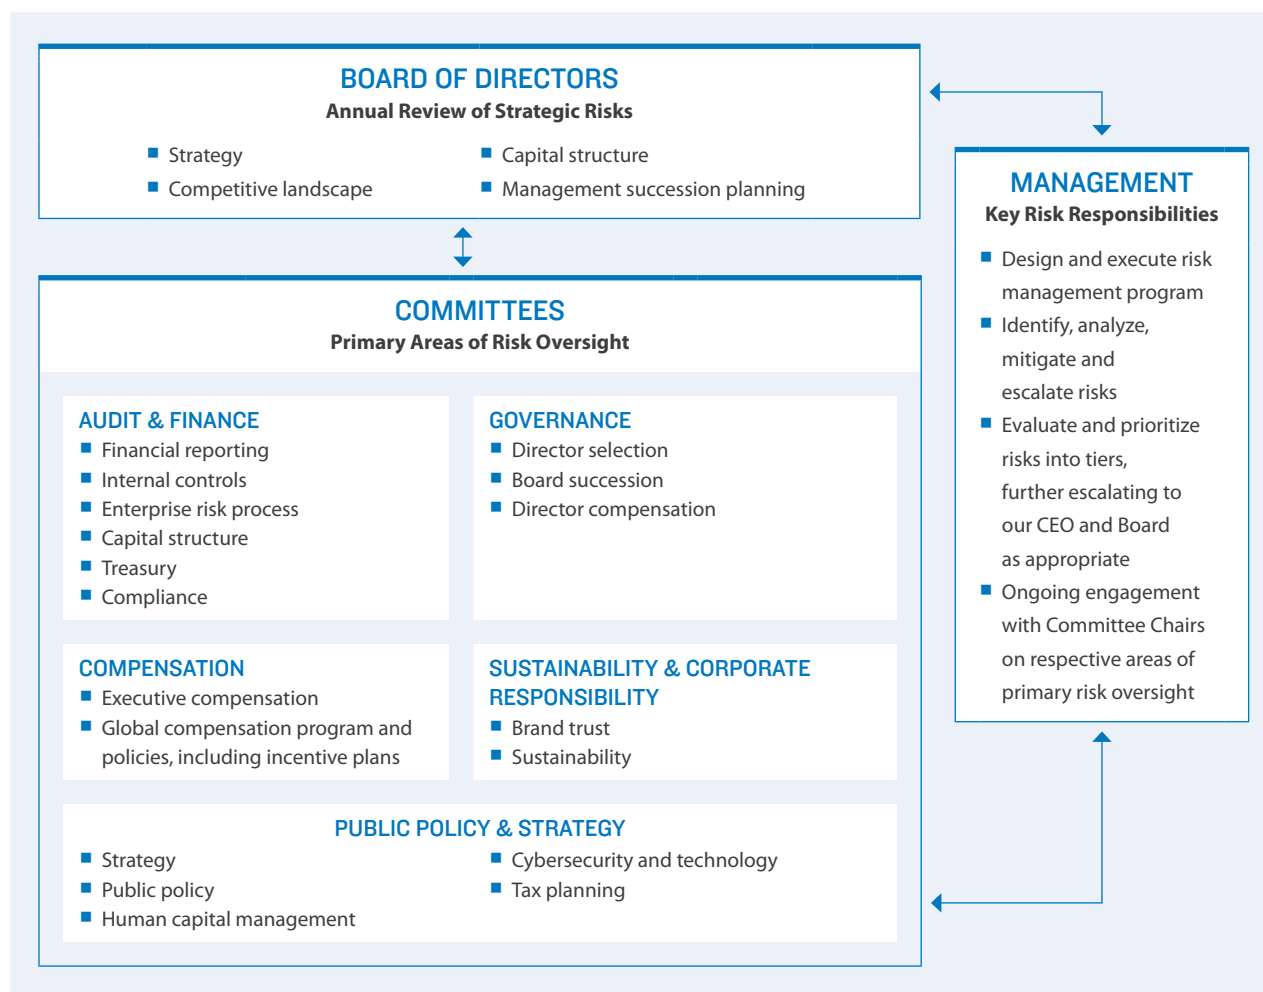 BOARD OF DIRECTORS
Annual Review of Strategic Risks
Strategy
Competitive landscape
Capital structure
Management succession planning
COMMITTEES
Primary Areas of Risk Oversight
AUDIT & FINANCE
Financial reporting
Internal controls
Enterprise risk process
Capital structure
Treasury
Compliance
GOVERNANCE
Director selection
Board succession
Director compensation
COMPENSATION
Executive compensation
Global compensation program and
policies, including incentive plans
SUSTAINABILITY & CORPORATE
RESPONSIBILITY
Brand trust
Sustainability
PUBLIC POLICY & STRATEGY
Strategy
Public policy
Human capital management
Cybersecurity and technology
Tax planning
MANAGEMENT
Key Risk Responsibilities
Design and execute risk
management program
Identify, analyze,
mitigate and
escalate risks
Evaluate and prioritize
risks into tiers,
further escalating to
our CEO and Board
as appropriate
Ongoing engagement
with Committee Chairs
on respective areas of
primary risk oversight